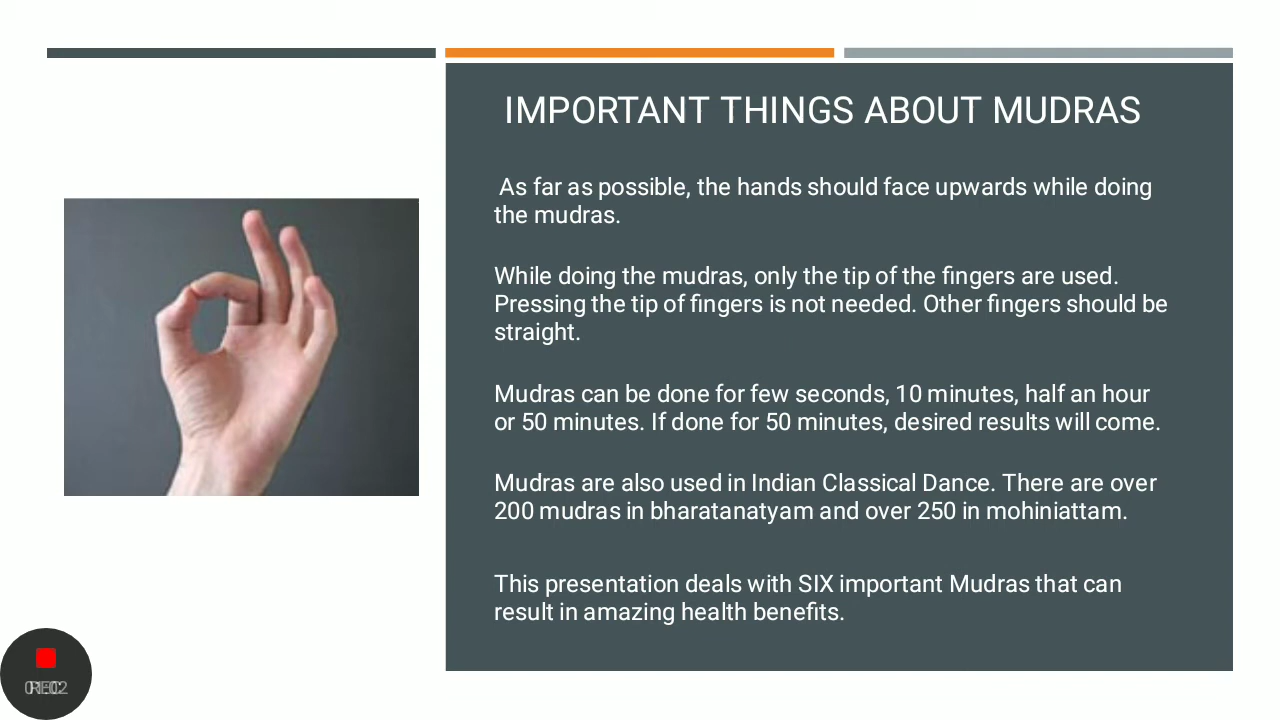 IMPORTANT THINGS ABOUT MUDRAS
As far as possible, the hands should face upwards while doing
the mudras.
While doing the mudras, only the tip of the fingers are used.
Pressing the tip of fingers is not needed. Other fingers should be
straight.
Mudras can be done for few seconds, 10 minutes, half an hour
or 50 minutes. If done for 50 minutes, desired results will come.
Mudras are also used in Indian Classical Dance. There are over
200 mudras in bharatanatyam and over 250 in mohiniattam.
This presentation deals with SIX important Mudras that can
result in amazing health benefits.